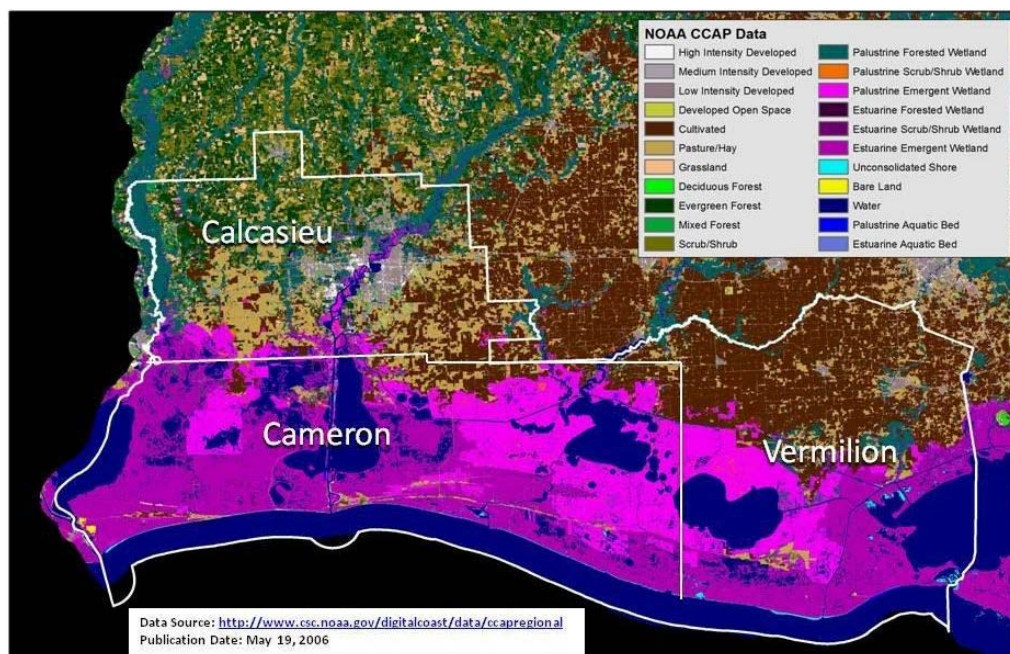 NOAA CCAP Data
High Intensity Developed
Medium Intensity Developed
Low Intensity Developed
Developed Open Space
Cultivated
Pasture/Hay
Grassland
Deciduous Forest
Evergreen Forest
Mixed Forest
Scrub/Shrub
Palustrine Forested Wetland
Palustrine Scrub/Shrub Wetland
Palustrine Emergent Wetland
Estuarine Forested Wetland
Estuarine Scrub/Shrub Wetland
Estuarine Emergent Wetland
Unconsolidated Shore
Bare Land
Water
Palustrine Aquatic Bed
Estuarine Aquatic Bed
Calcasieu
Cameron
Vermilion
Data Source: http://www.csc.noaa.gov/digitalcoast/data/ccapregional
Publication Date: May 19, 2006